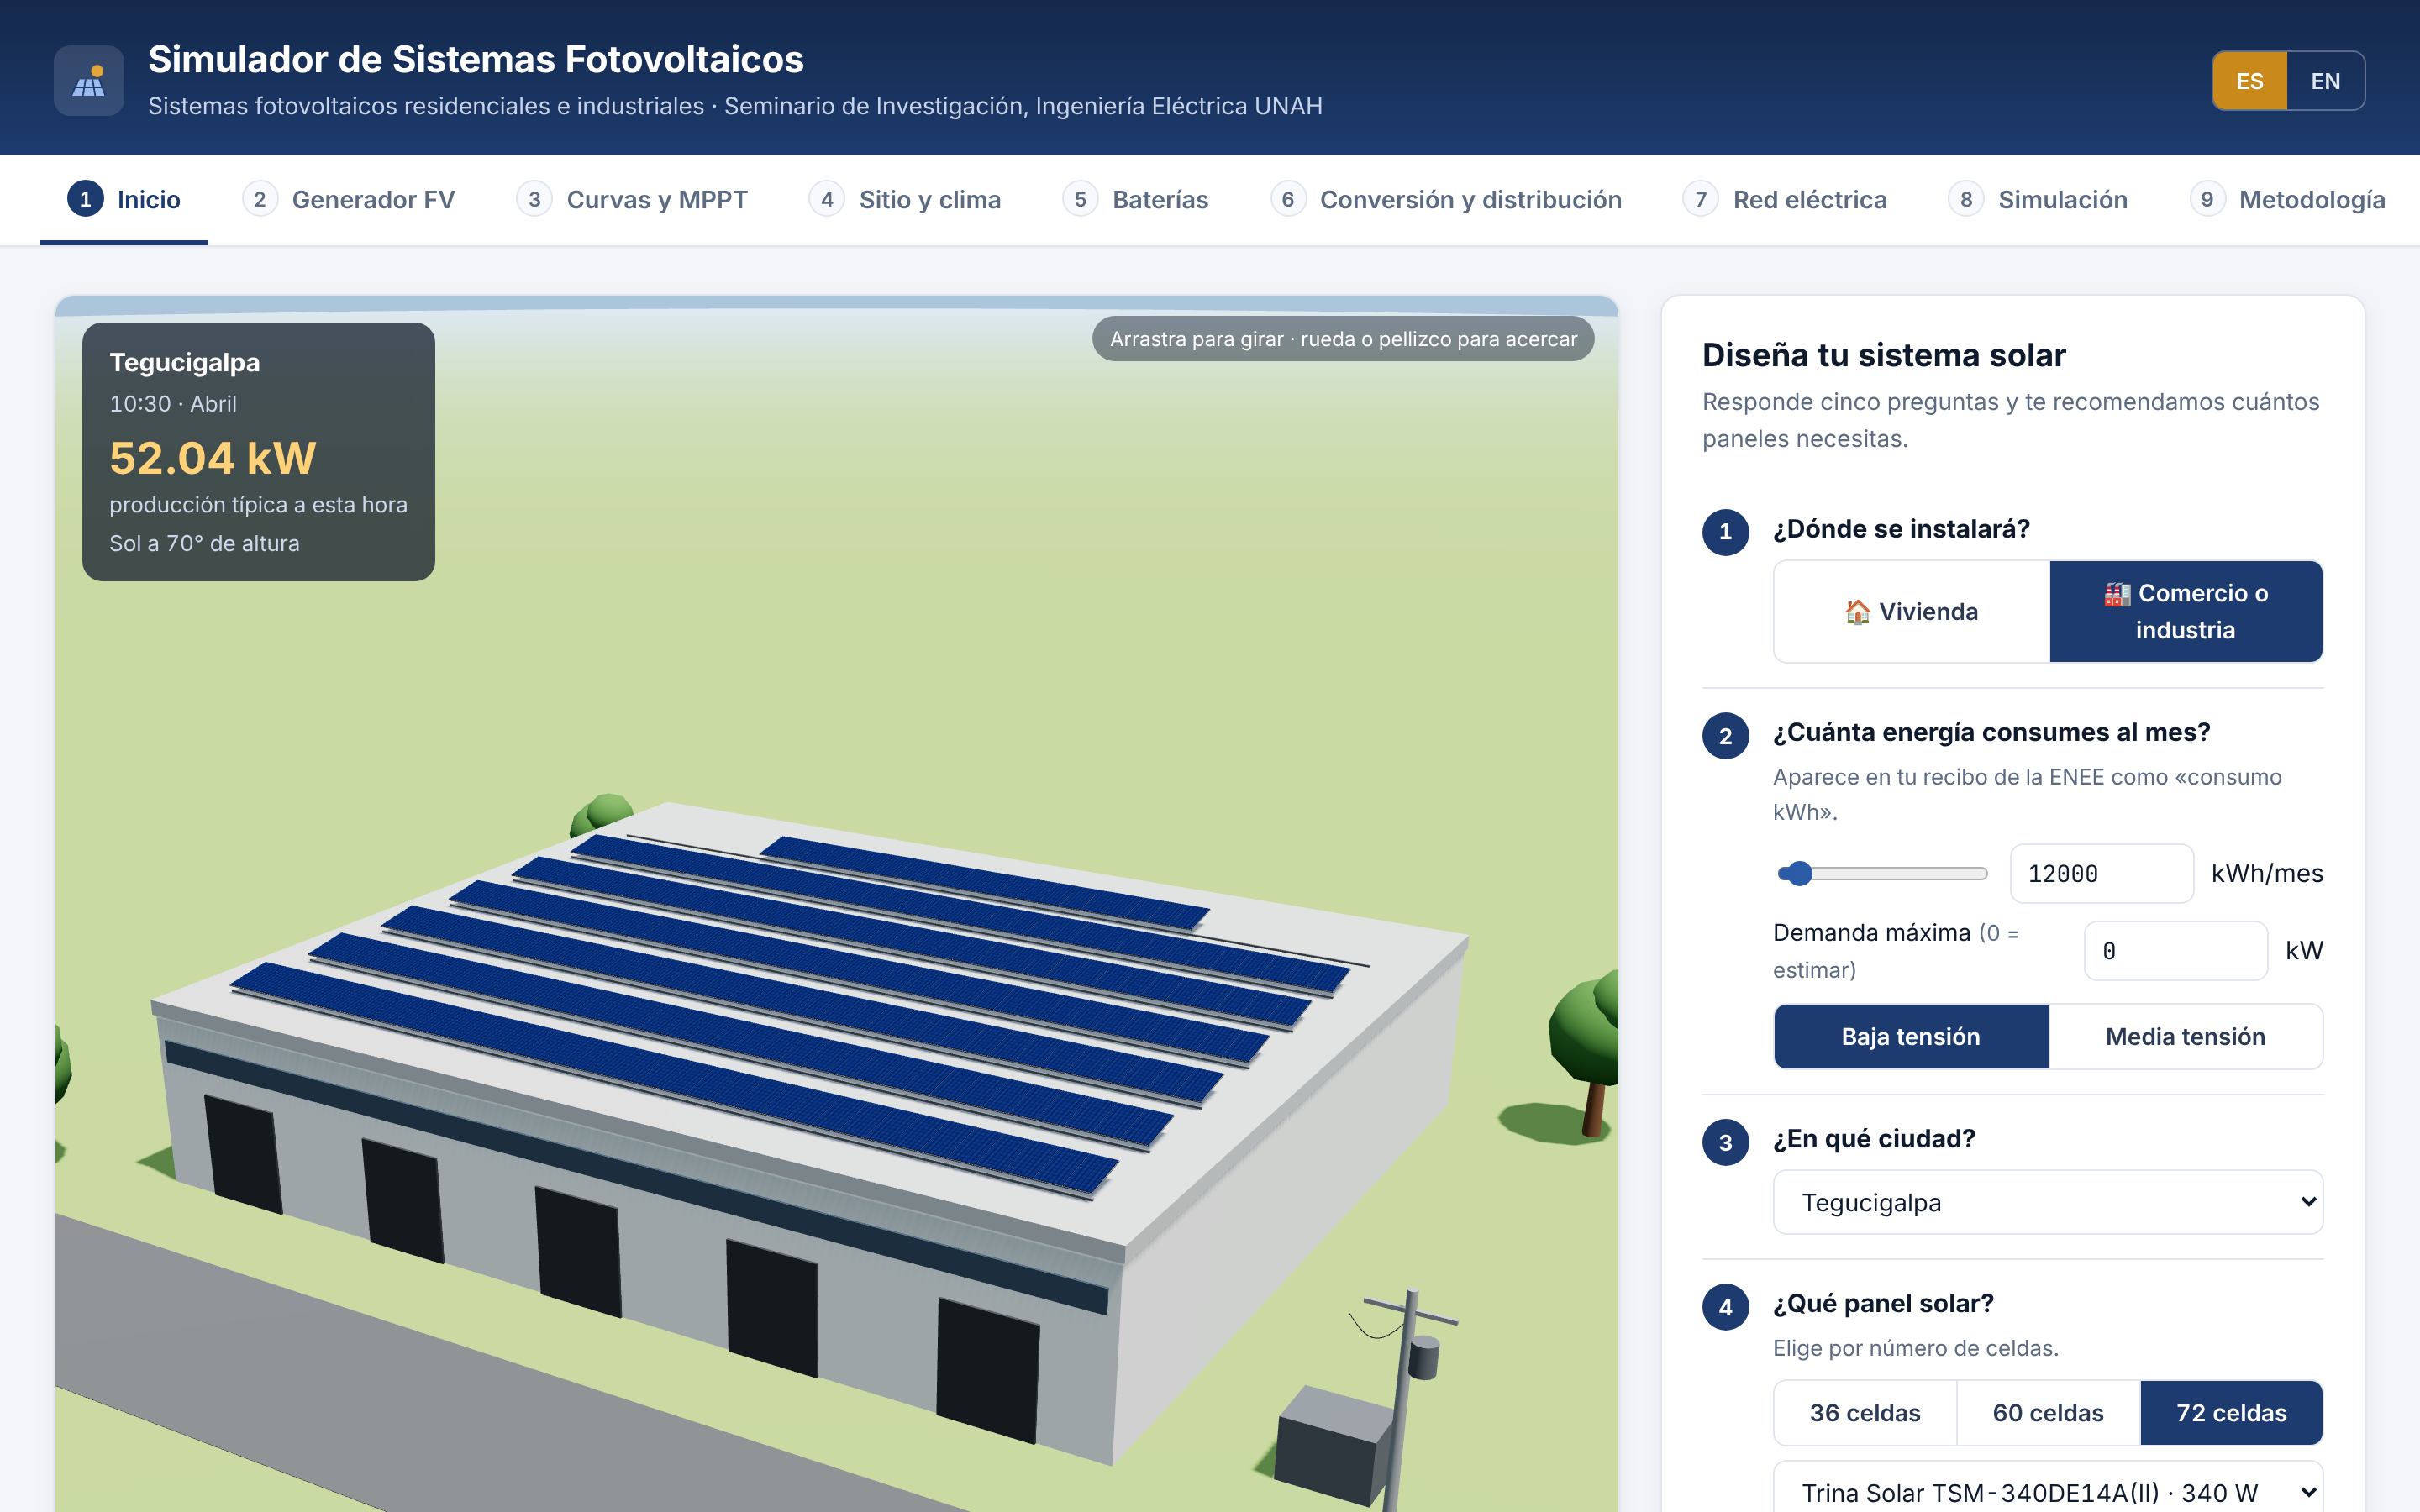 Simulador de Sistemas Fotovoltaicos
Sistemas fotovoltaicos residenciales e industriales · Seminario de Investigación, Ingeniería Eléctrica UNAH
ES
EN
1 Inicio
2 Generador FV
3 Curvas y MPPT
4 Sitio y clima
5 Baterías
6 Conversión y distribución
7 Red eléctrica
8 Simulación
9 Metodología
Tegucigalpa
10:30 · Abril
52.04 kW
producción típica a esta hora
Sol a 70° de altura
Arrastra para girar · rueda o pellizco para acercar
Diseña tu sistema solar
Responde cinco preguntas y te recomendamos cuántos
paneles necesitas.
1 ¿Dónde se instalará?
Vivienda
Comercio o
industria
2 ¿Cuánta energía consumes al mes?
Aparece en tu recibo de la ENEE como «consumo
kWh».
12000 kWh/mes
Demanda máxima (0 =
estimar)
0 kW
Baja tensión
Media tensión
3 ¿En qué ciudad?
Tegucigalpa
4 ¿Qué panel solar?
Elige por número de celdas.
36 celdas
60 celdas
72 celdas
Trina Solar TSM-340DE14A(II) · 340 W